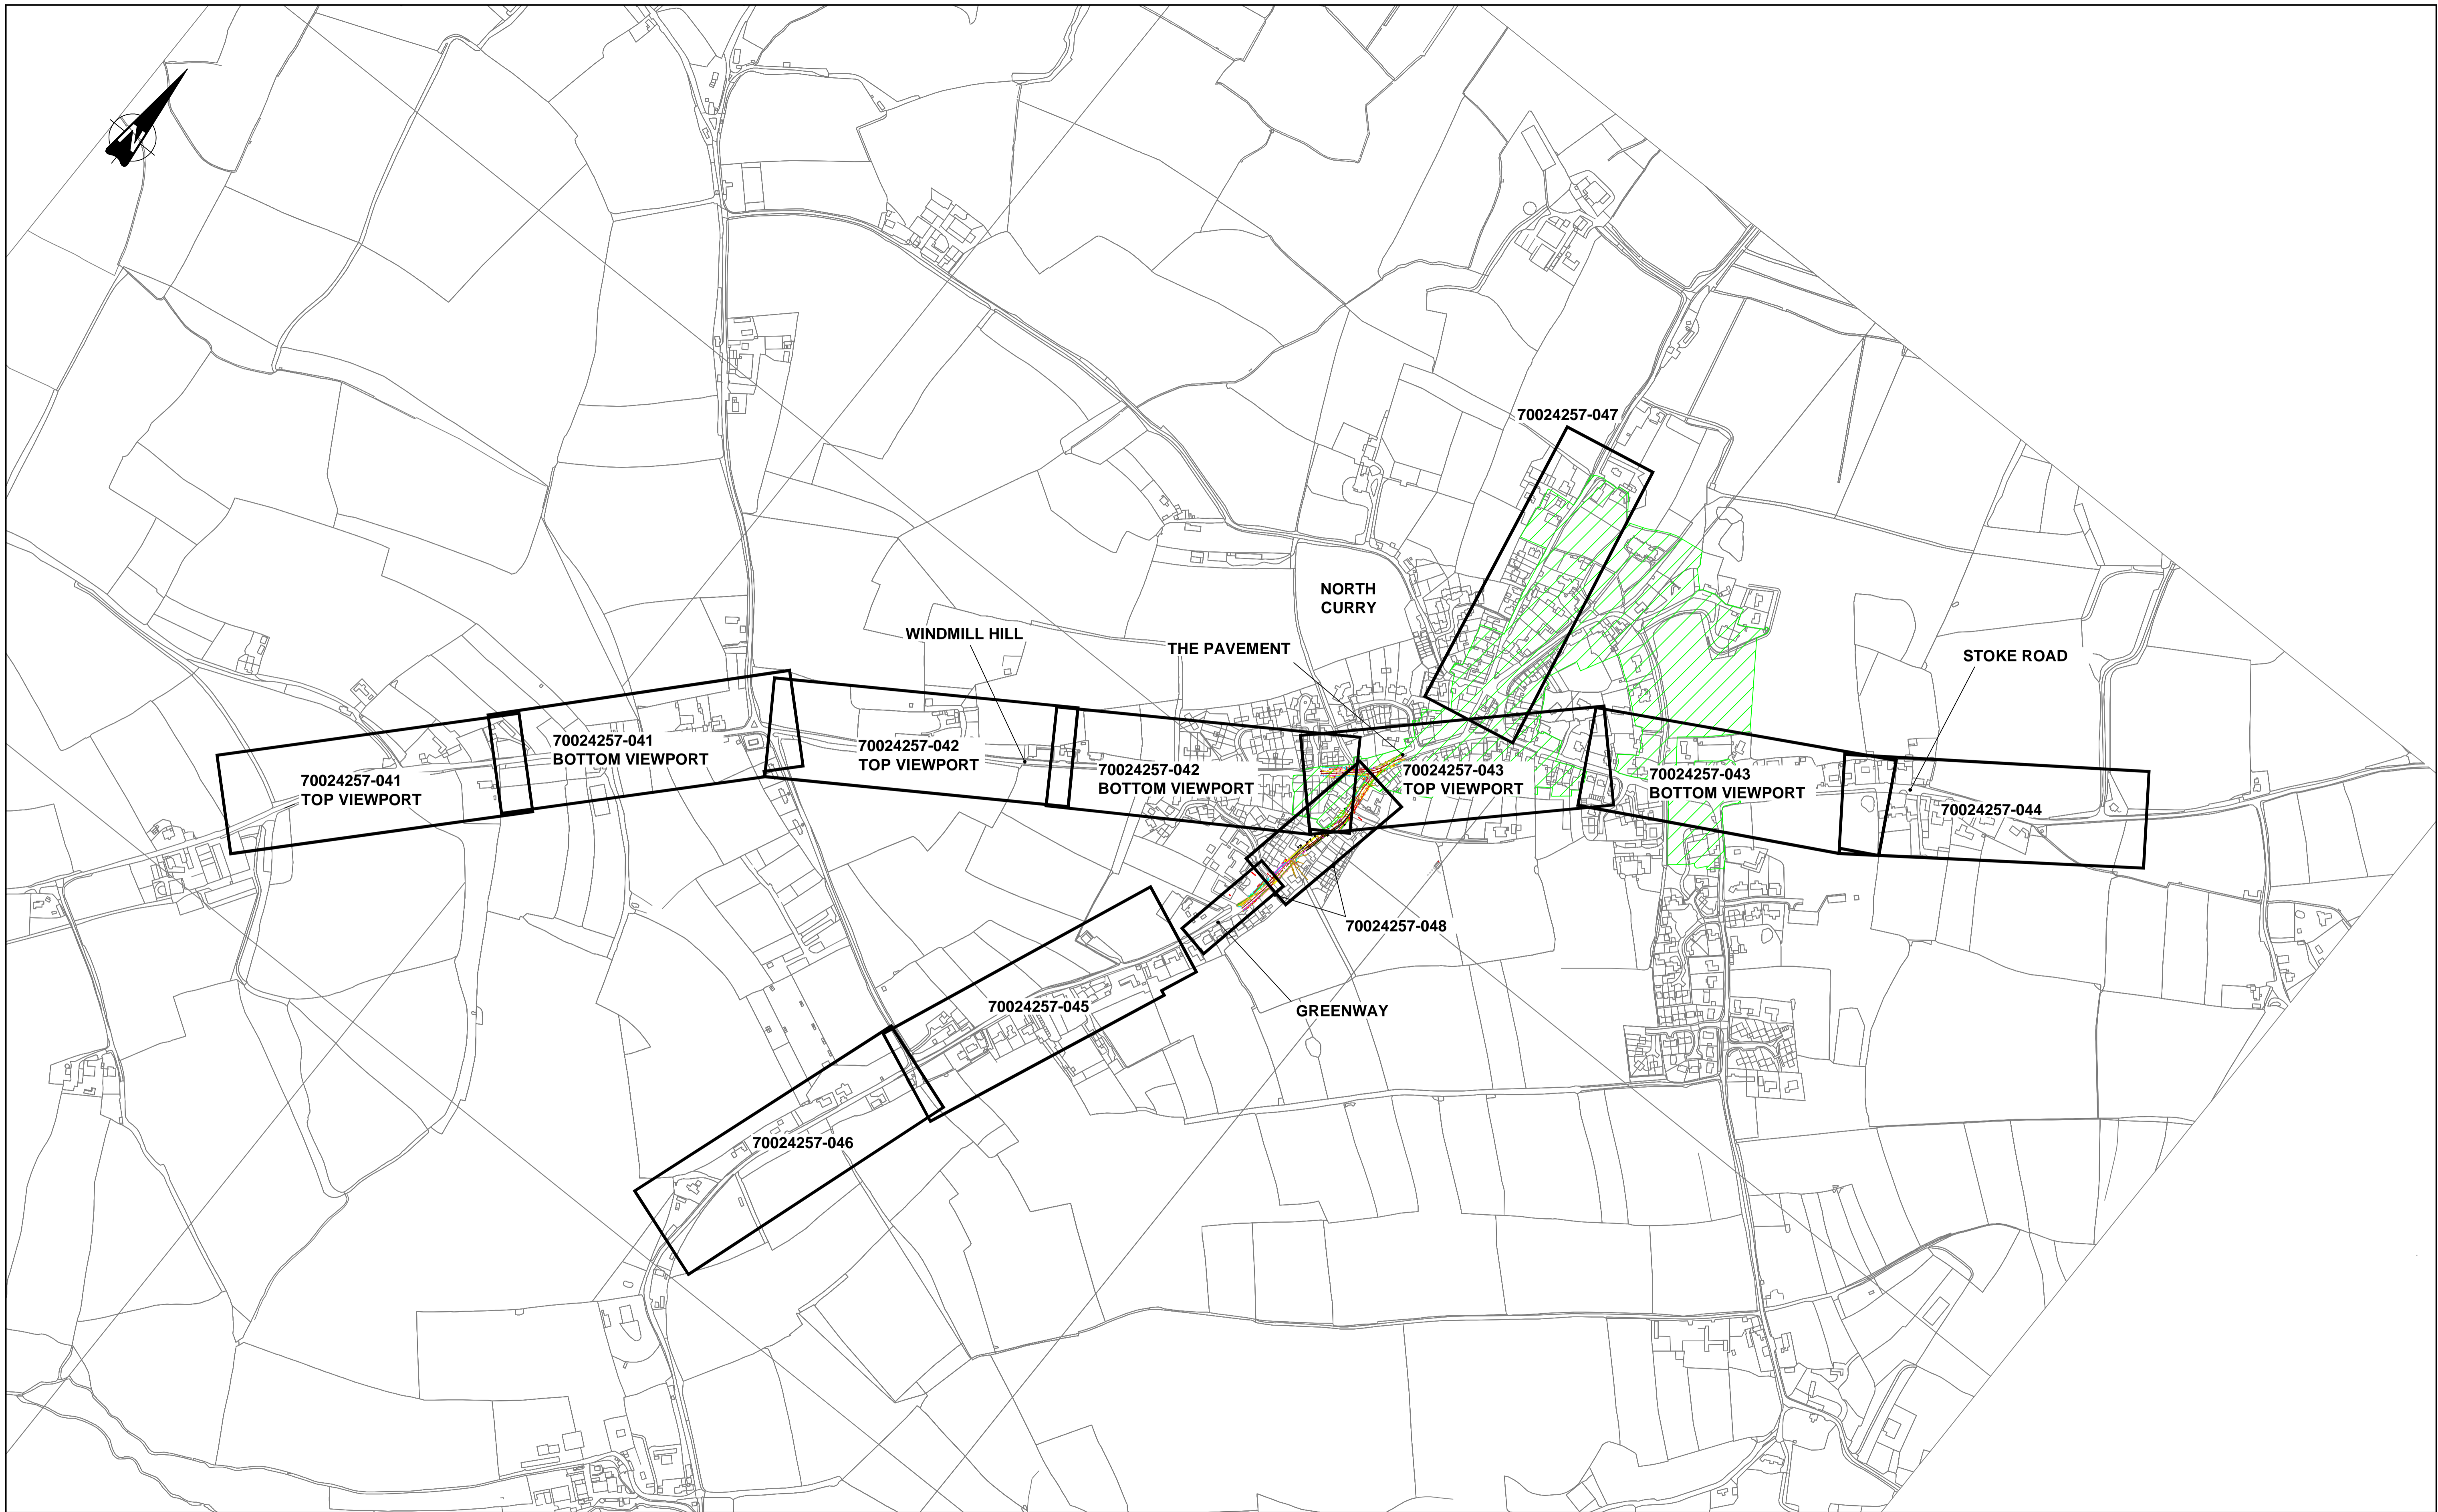 N
70024257-047
NORTH
CURRY
WINDMILL HILL
THE PAVEMENT
STOKE ROAD
70024257-041
TOP VIEWPORT
70024257-041
BOTTOM VIEWPORT
70024257-042
TOP VIEWPORT
70024257-042
BOTTOM VIEWPORT
70024257-043
TOP VIEWPORT
70024257-043
BOTTOM VIEWPORT
70024257-044
70024257-048
70024257-045
GREENWAY
70024257-046